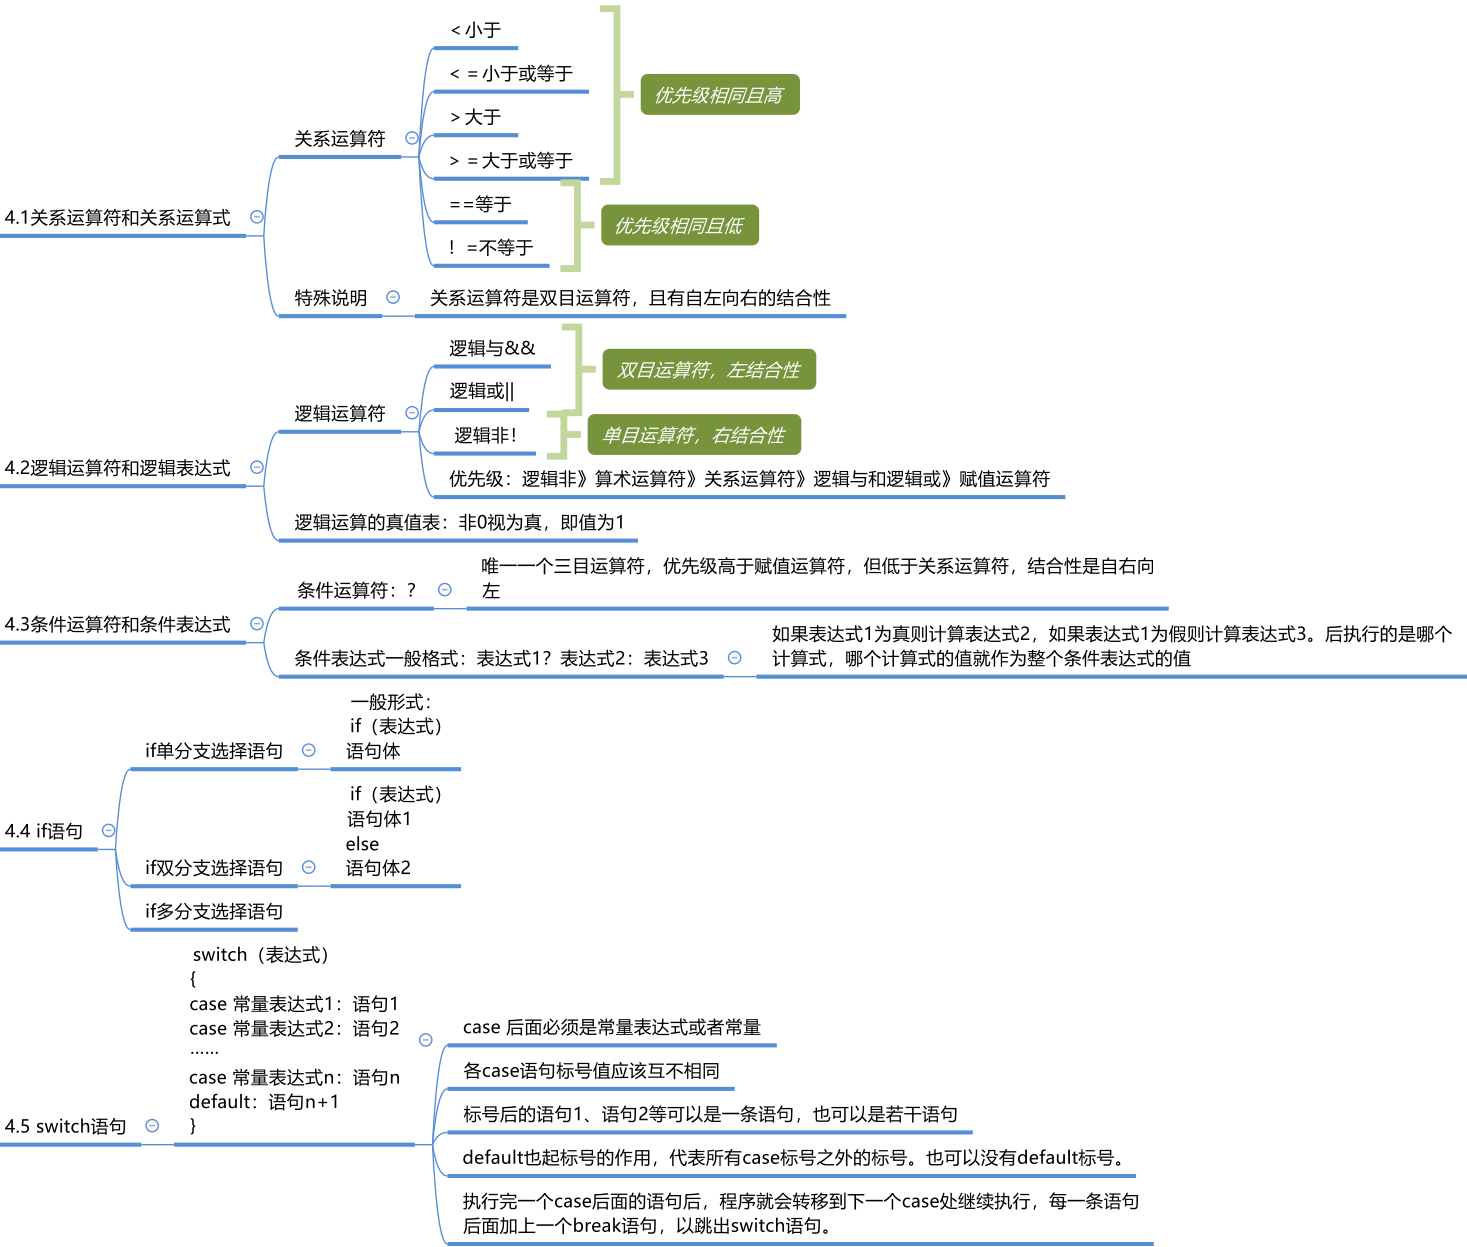 4.1关系运算符和关系运算式
关系运算符
< 小于
< =小于或等于
> 大于
> =大于或等于
优先级相同且高
==等于
！=不等于
优先级相同且低
特殊说明
关系运算符是双目运算符，且有自左向右的结合性
4.2逻辑运算符和逻辑表达式
逻辑运算符
逻辑与&&
逻辑或||
双目运算符，左结合性
逻辑非!
单目运算符，右结合性
优先级：逻辑非》算术运算符》关系运算符》逻辑与和逻辑或》赋值运算符
逻辑运算的真值表：非0视为真，即值为1
4.3条件运算符和条件表达式
条件运算符：？
唯一一个三目运算符，优先级高于赋值运算符，但低于关系运算符，结合性是自右向
左
条件表达式一般格式：表达式1？表达式2：表达式3
如果表达式1为真则计算表达式2，如果表达式1为假则计算表达式3。后执行的是哪个
计算式，哪个计算式的值就作为整个条件表达式的值
4.4 if语句
if单分支选择语句
一般形式：
if（表达式）
语句体
if双分支选择语句
if（表达式）
语句体1
else
语句体2
if多分支选择语句
4.5 switch语句
switch（表达式）
{
case 常量表达式1：语句1
case 常量表达式2：语句2
······
case 常量表达式n：语句n
default：语句n+1
}
case 后面必须是常量表达式或者常量
各case语句标号值应该互不相同
标号后的语句1、语句2等可以是一条语句，也可以是若干语句
default也起标号的作用，代表所有case标号之外的标号。也可以没有default标号。
执行完一个case后面的语句后，程序就会转移到下一个case处继续执行，每一条语句
后面加上一个break语句，以跳出switch语句。